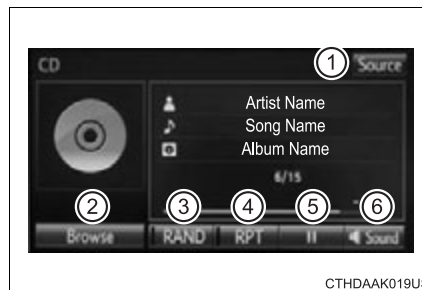 CD
1 Source
Artist Name
Song Name
Album Name
6/15
2 3 4 5 6
Browse RAND RPT II Sound